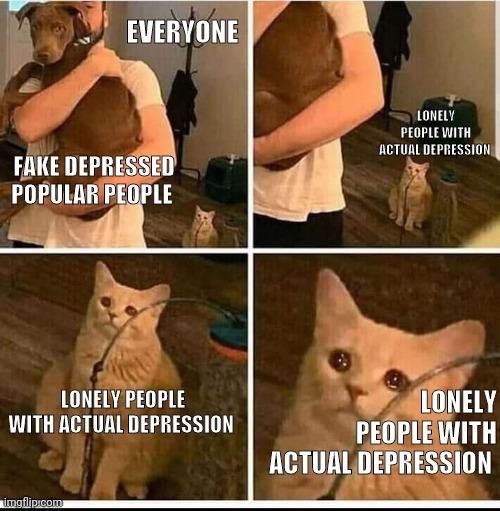 EVERYONE
FAKE DEPRESSED
POPULAR PEOPLE
LONELY
PEOPLE WITH
ACTUAL DEPRESSION
LONELY PEOPLE
WITH ACTUAL DEPRESSION
LONELY
PEOPLE WITH
ACTUAL DEPRESSION
imgflip.com